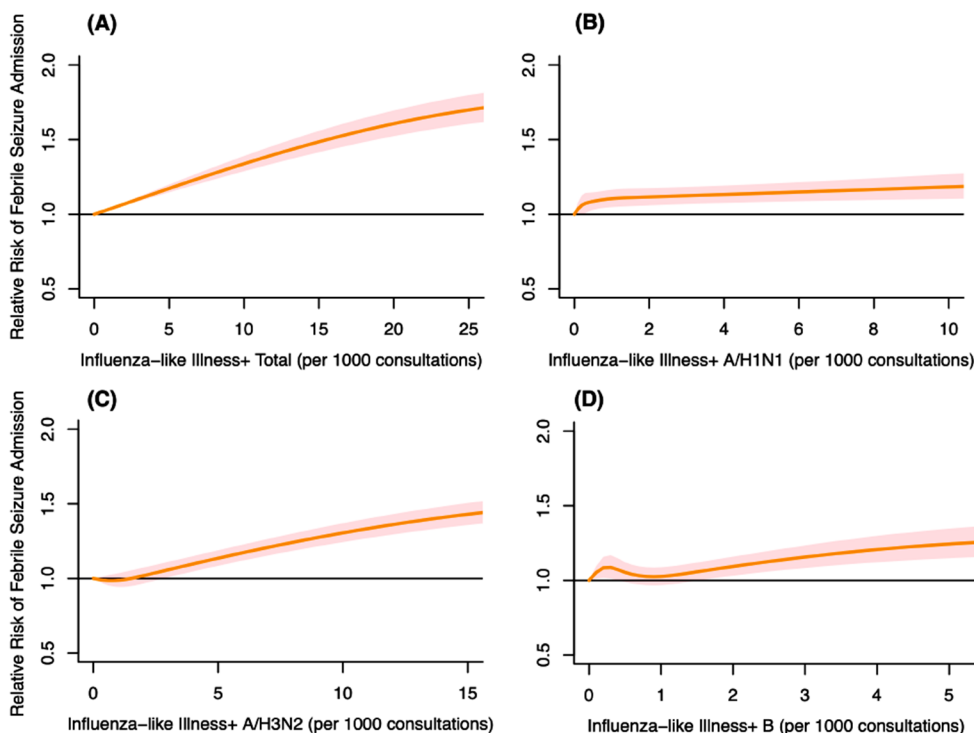 (A)
Relative Risk of Febrile Seizure Admission
2.0
1.5
1.0
0.5
0 5 10 15 20 25
Influenza-like Illness+ Total (per 1000 consultations)
(B)
2.0
1.5
1.0
0.5
0 2 4 6 8 10
Influenza-like Illness+ A/H1N1 (per 1000 consultations)
(C)
Relative Risk of Febrile Seizure Admission
2.0
1.5
1.0
0.5
0 5 10 15
Influenza-like Illness+ A/H3N2 (per 1000 consultations)
(D)
2.0
1.5
1.0
0.5
0 1 2 3 4 5
Influenza-like Illness+ B (per 1000 consultations)